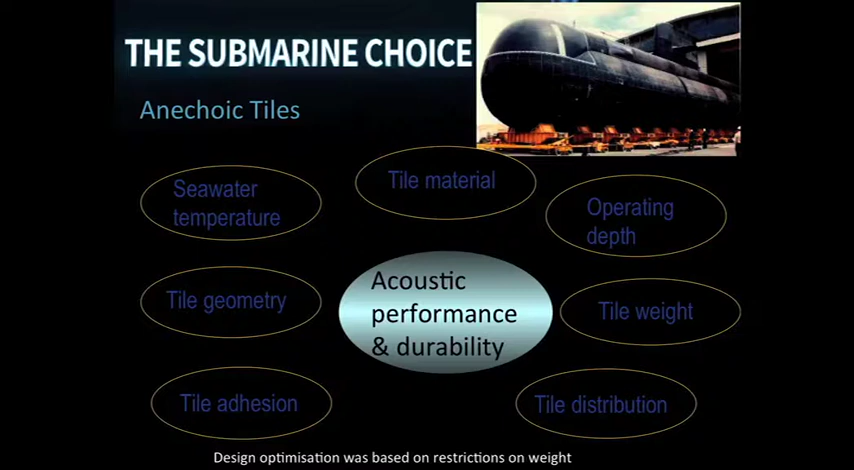 THE SUBMARINE CHOICE
Anechoic Tiles
Tile material
Seawater
temperature
Operating
depth
Tile geometry
Acoustic
performance
& durability
Tile weight
Tile adhesion
Tile distribution
Design optimisation was based on restrictions on weight